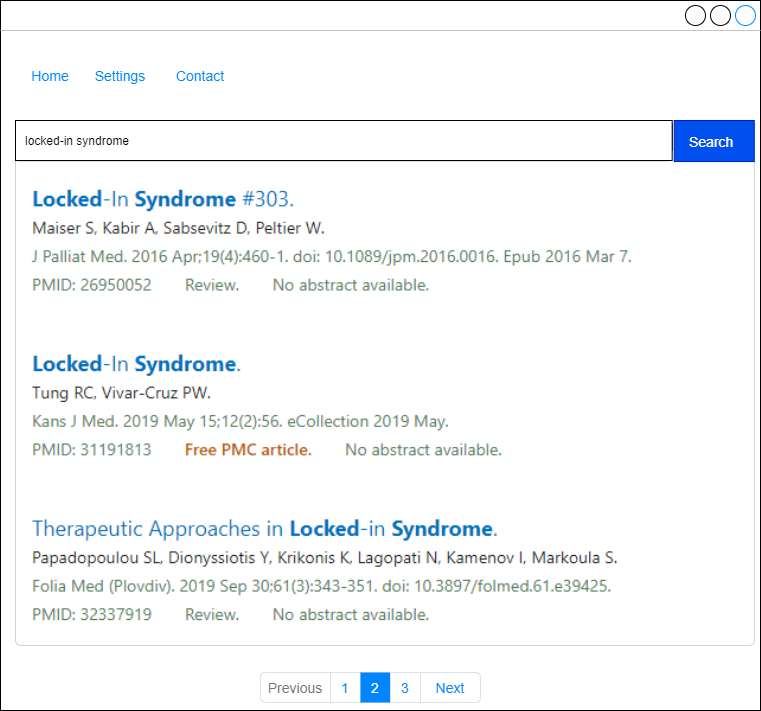 Home Settings Contact
locked-in syndrome Search
Locked-In Syndrome #303.
Maiser S, Kabir A, Sabsevitz D, Peltier W.
J Palliat Med. 2016 Apr;19(4):460-1. doi: 10.1089/jpm.2016.0016. Epub 2016 Mar 7.
PMID: 26950052 Review. No abstract available.
Locked-In Syndrome.
Tung RC, Vivar-Cruz PW.
Kans J Med. 2019 May 15;12(2):56. eCollection 2019 May.
PMID: 31191813 Free PMC article. No abstract available.
Therapeutic Approaches in Locked-in Syndrome.
Papadopoulou SL, Dionyssiotis Y, Krikonis K, Lagopati N, Kamenov I, Markoula S.
Folia Med (Plovdiv). 2019 Sep 30;61(3):343-351. doi: 10.3897/folmed.61.e39425.
PMID: 32337919 Review. No abstract available.
Previous 1 2 3 Next